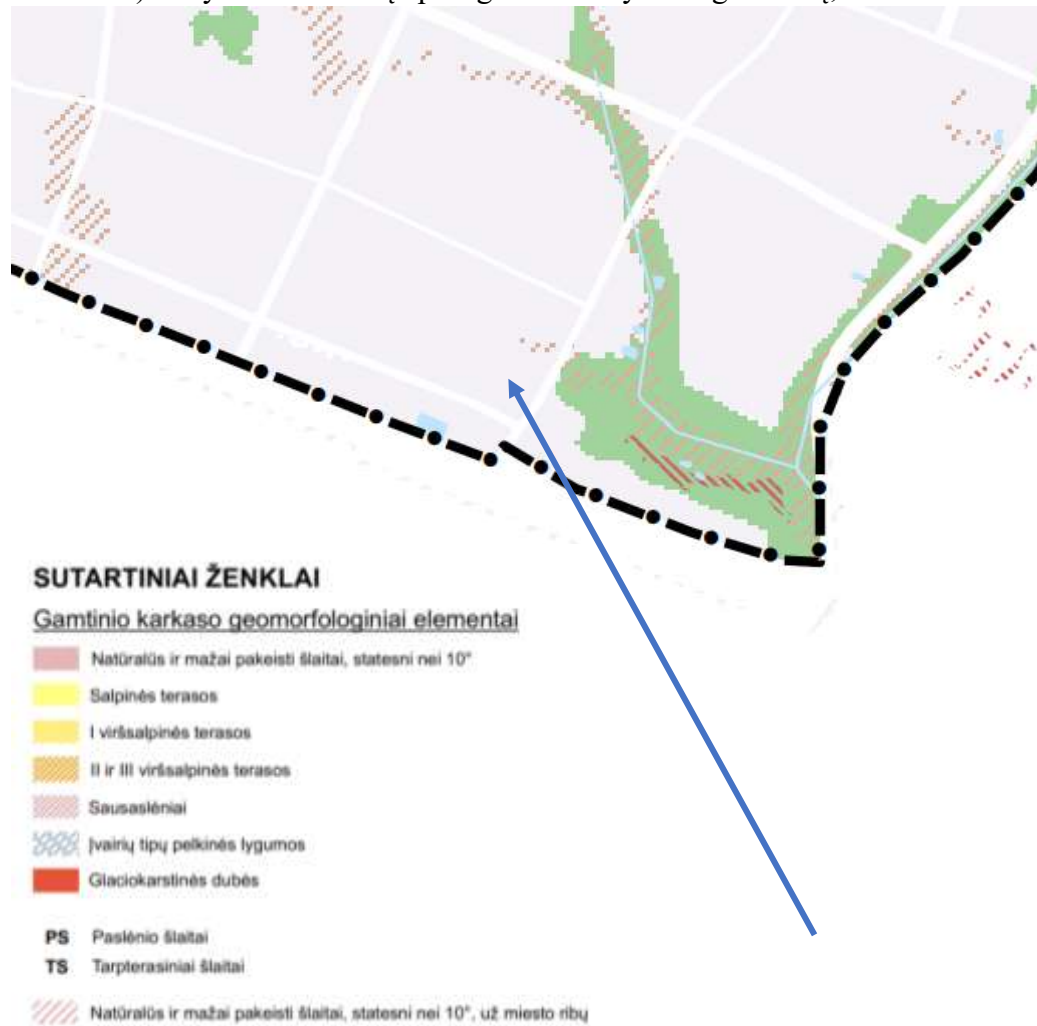 SUTARTINIAI ŽENKLAI
Gamtinio karkaso geomorfologiniai elementai
Natūralūs ir mažai pakeisti šlaitai, statesni nei 10°
Salpinės terasos
I viršsalpinės terasos
II ir III viršsalpinės terasos
Sausaslėniai
Įvairių tipų pelkinės lygumos
Glaciokarstinės dubės
PS Paslėnio šlaitai
TS Tarpterasiniai šlaitai
Natūralūs ir mažai pakeisti šlaitai, statesni nei 10°, už miesto ribų